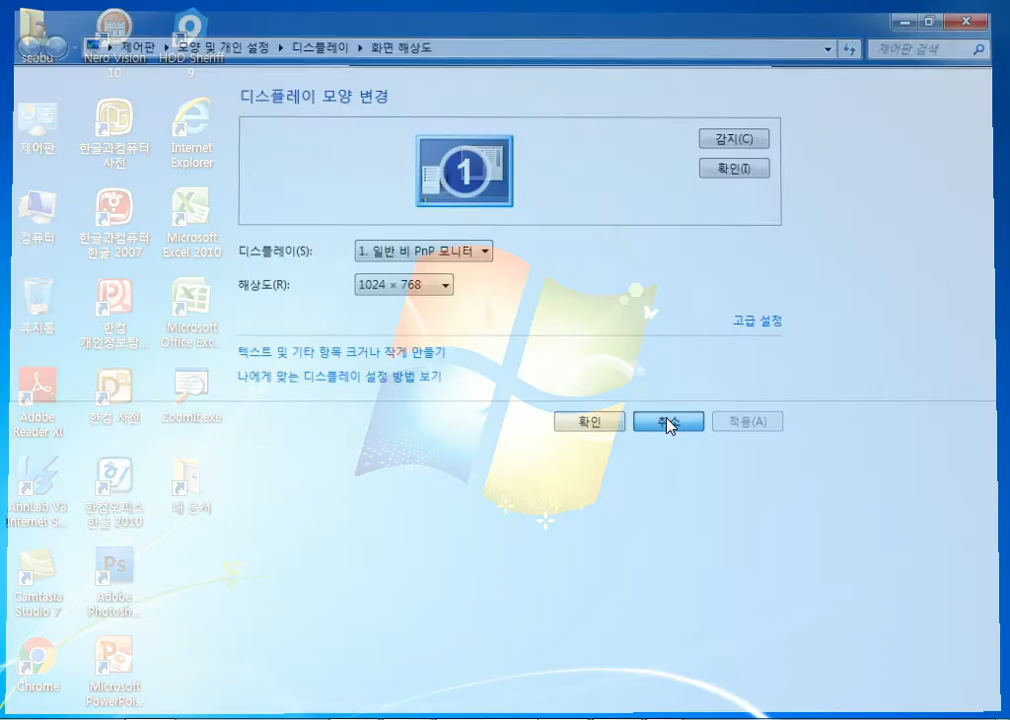 seobu
Nero Vision
10
HDD Sheriff
9
제어판 ▸ 모양 및 개인 설정 ▸ 디스플레이 ▸ 화면 해상도
제어판 검색
디스플레이 모양 변경
1
감지(C)
확인(I)
디스플레이(S):
1. 일반 비 PnP 모니터
해상도(R):
1024 × 768
고급 설정
텍스트 및 기타 항목 크거나 작게 만들기
나에게 맞는 디스플레이 설정 방법 보기
확인
취소
적용(A)
제어판
한글과컴퓨터
사전
Internet
Explorer
컴퓨터
한글과컴퓨터
한글 2007
Microsoft
Excel 2010
휴지통
한컴
개인정보탐...
Microsoft
Office Exc...
Adobe
Reader XI
한컴 사전
ZoomIt.exe
AhnLab V3
Internet S...
한컴오피스
한글 2010
내 문서
Camtasia
Studio 7
Adobe
Photosh...
Chrome
Microsoft
PowerPoi...